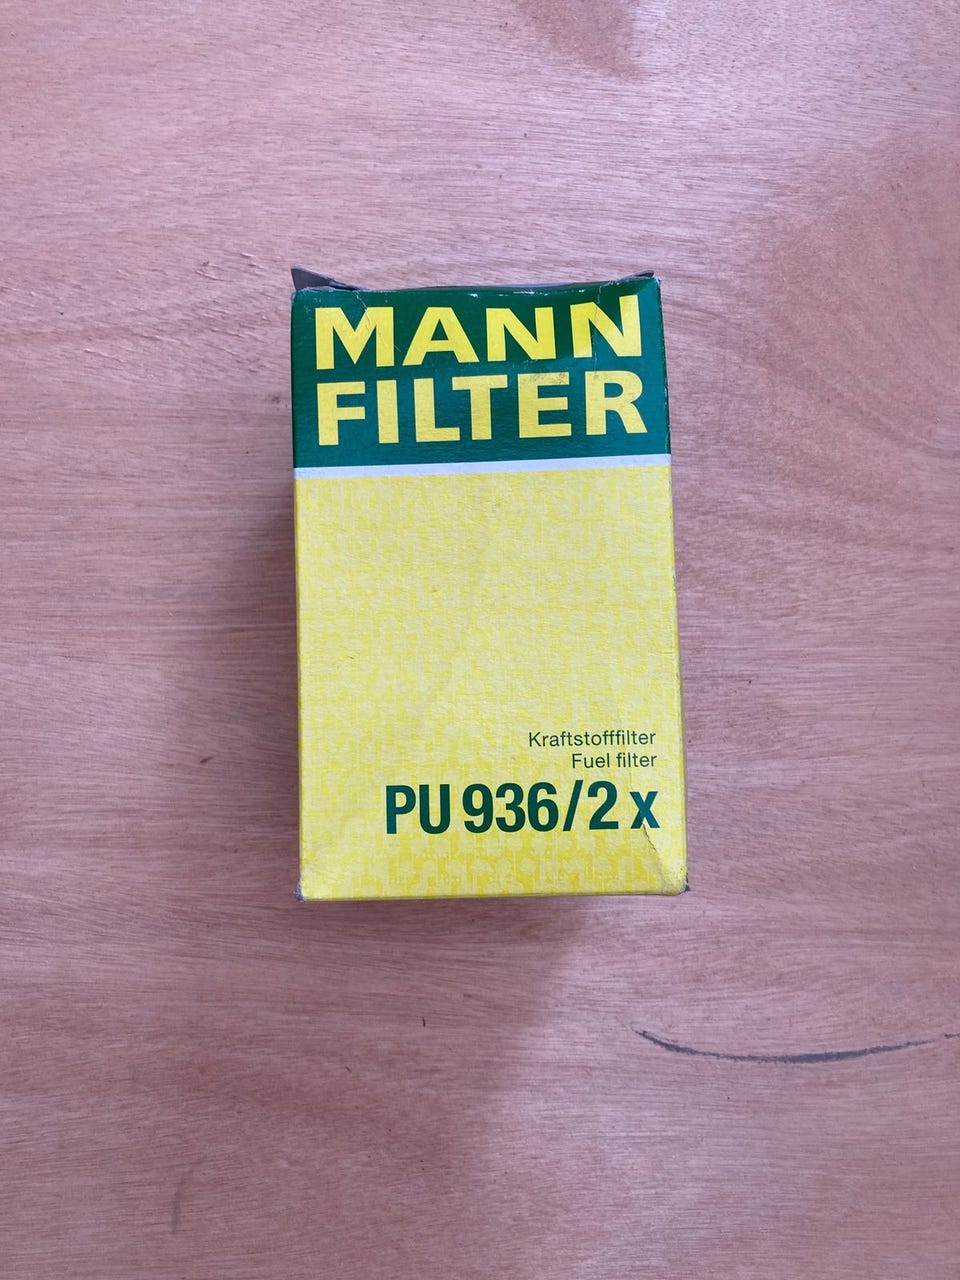 MANN
FILTER
Kraftstofffilter
Fuel filter
PU 936/2 x